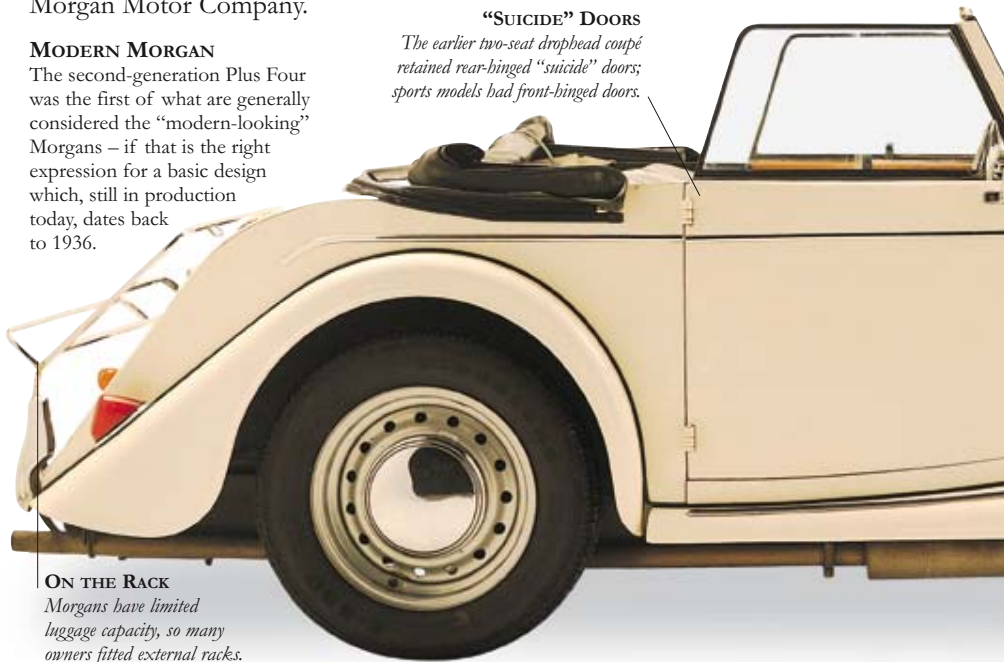 Morgan Motor Company.
MODERN MORGAN
The second-generation Plus Four
was the first of what are generally
considered the “modern-looking”
Morgans – if that is the right
expression for a basic design
which, still in production
today, dates back
to 1936.
“SUICIDE” DOORS
The earlier two-seat drophead coupé
retained rear-hinged “suicide” doors;
sports models had front-hinged doors.
ON THE RACK
Morgans have limited
luggage capacity, so many
owners fitted external racks.